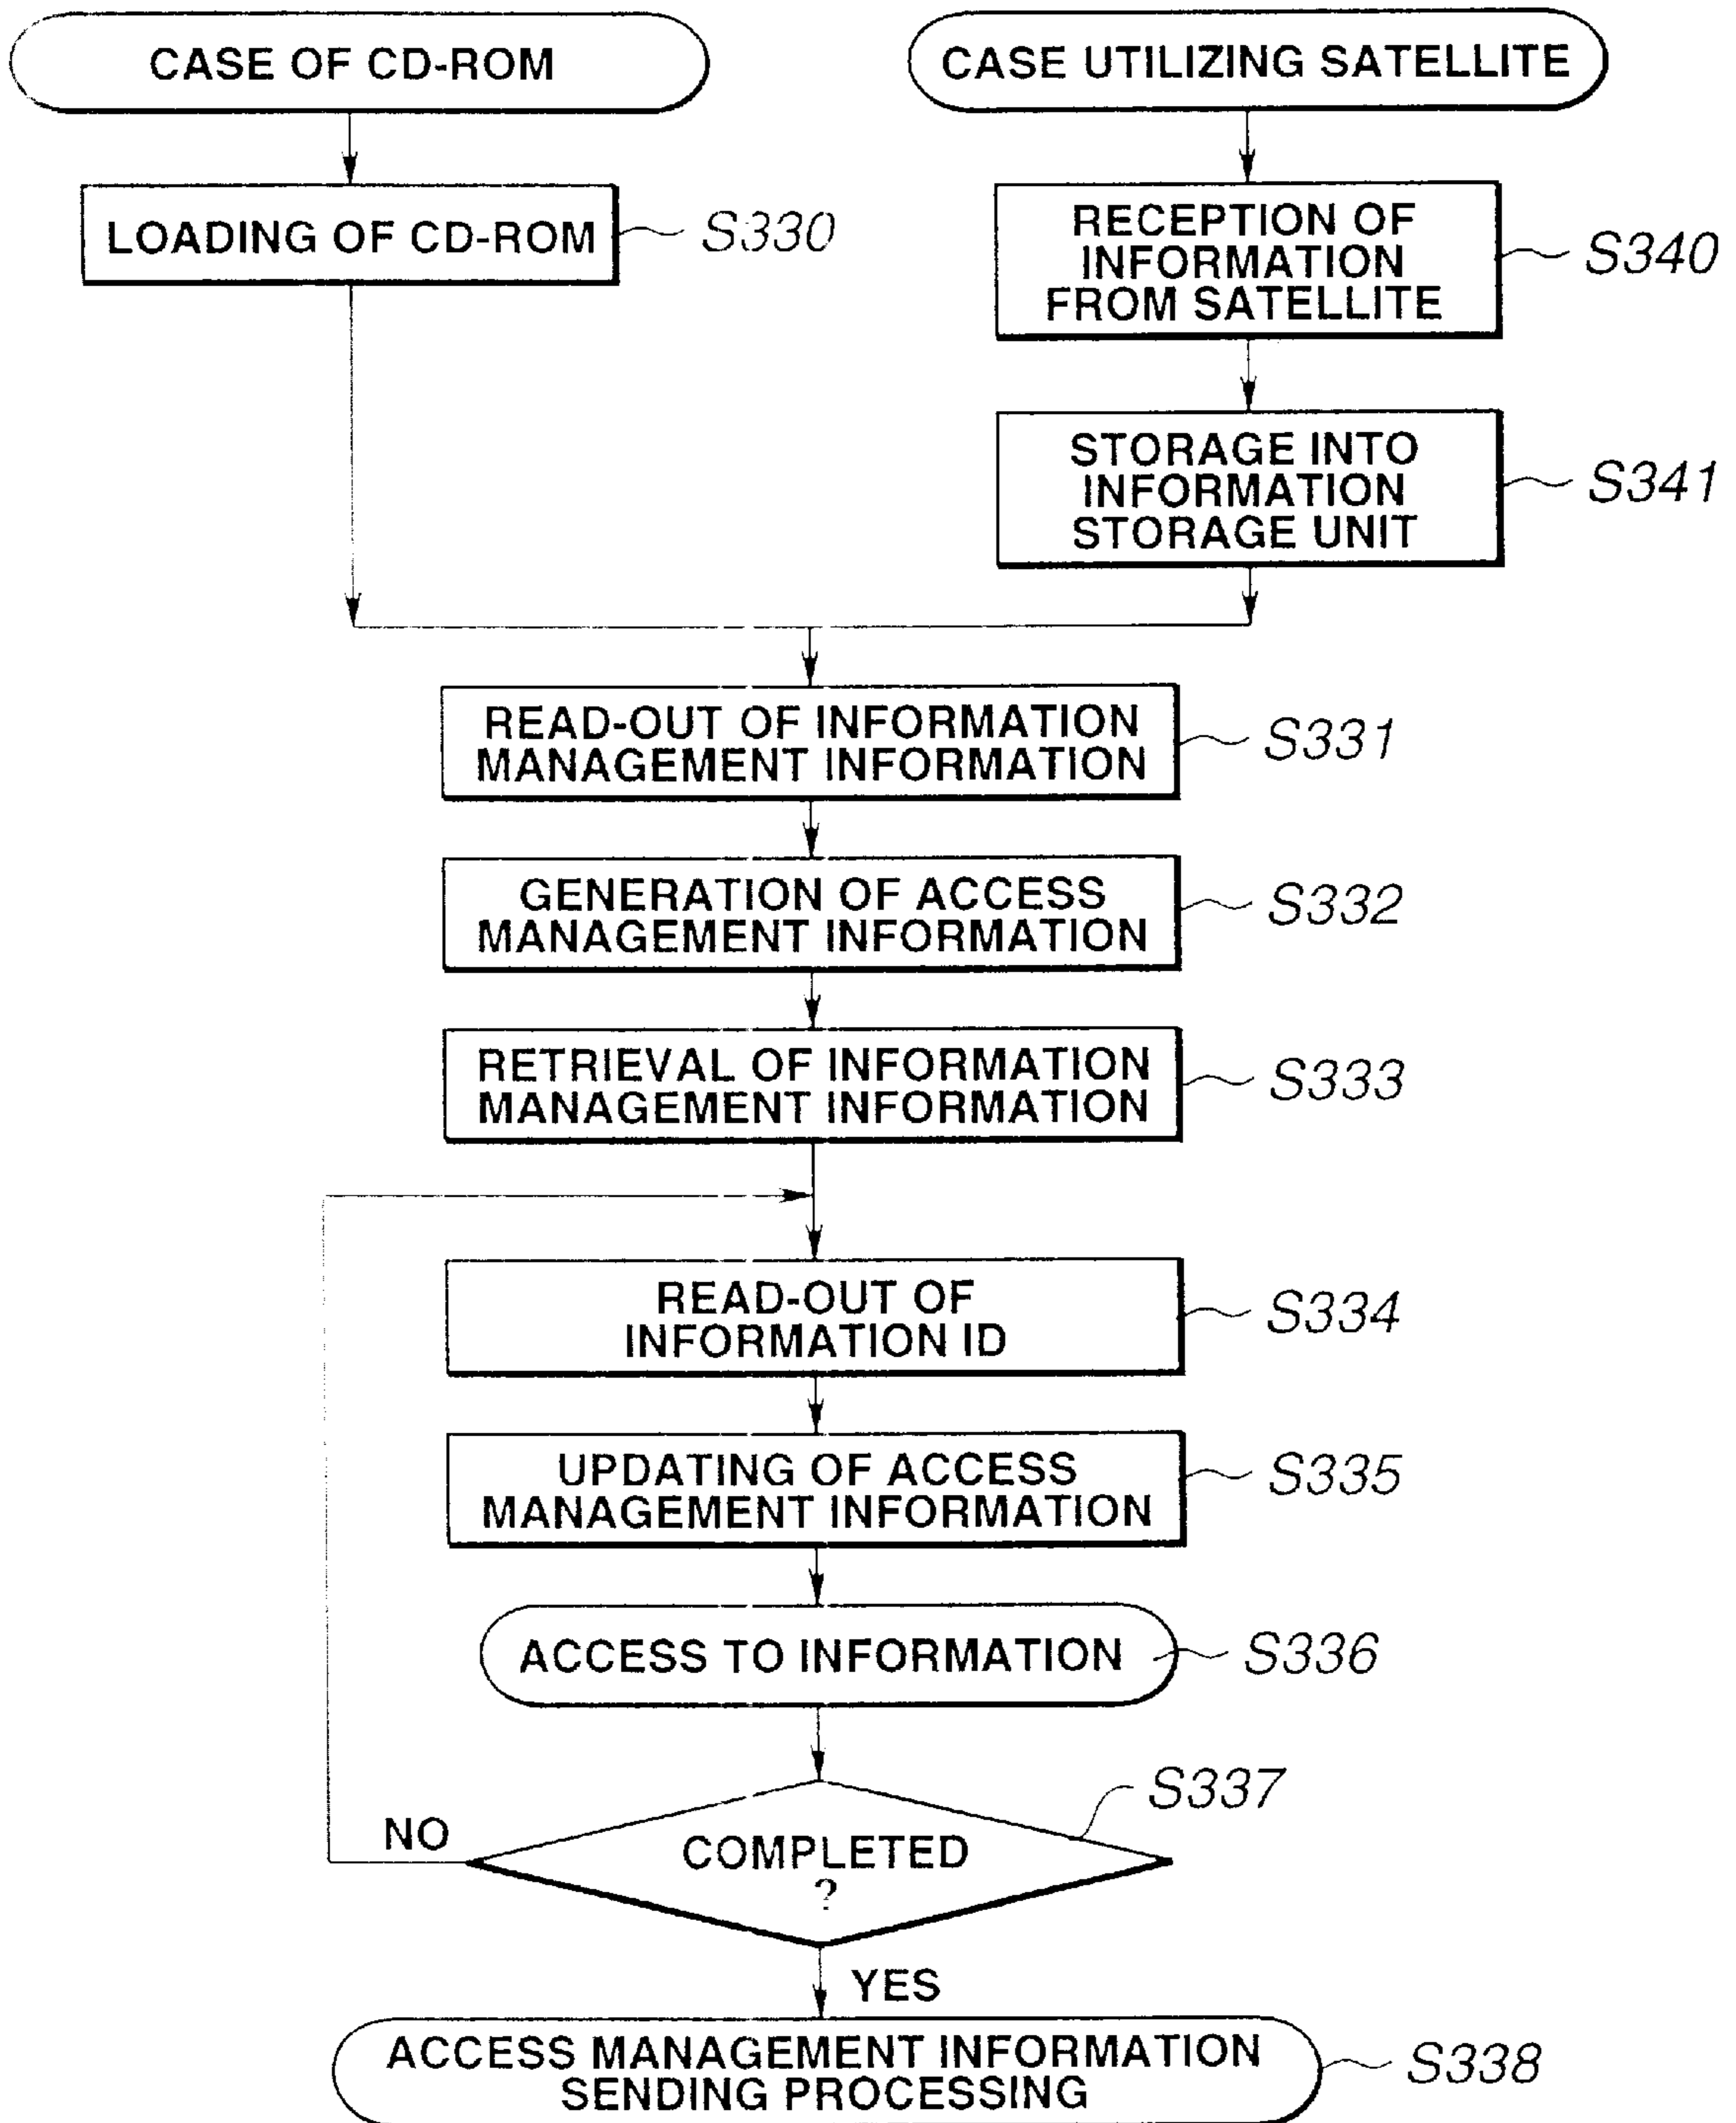 CASE OF CD-ROM
CASE UTILIZING SATELLITE
LOADING OF CD-ROM
S330
RECEPTION OF
INFORMATION
FROM SATELLITE
S340
STORAGE INTO
INFORMATION
STORAGE UNIT
S341
READ-OUT OF INFORMATION
MANAGEMENT INFORMATION
S331
GENERATION OF ACCESS
MANAGEMENT INFORMATION
S332
RETRIEVAL OF INFORMATION
MANAGEMENT INFORMATION
S333
READ-OUT OF
INFORMATION ID
S334
UPDATING OF ACCESS
MANAGEMENT INFORMATION
S335
ACCESS TO INFORMATION
S336
S337
NO
COMPLETED
?
YES
ACCESS MANAGEMENT INFORMATION
SENDING PROCESSING
S338